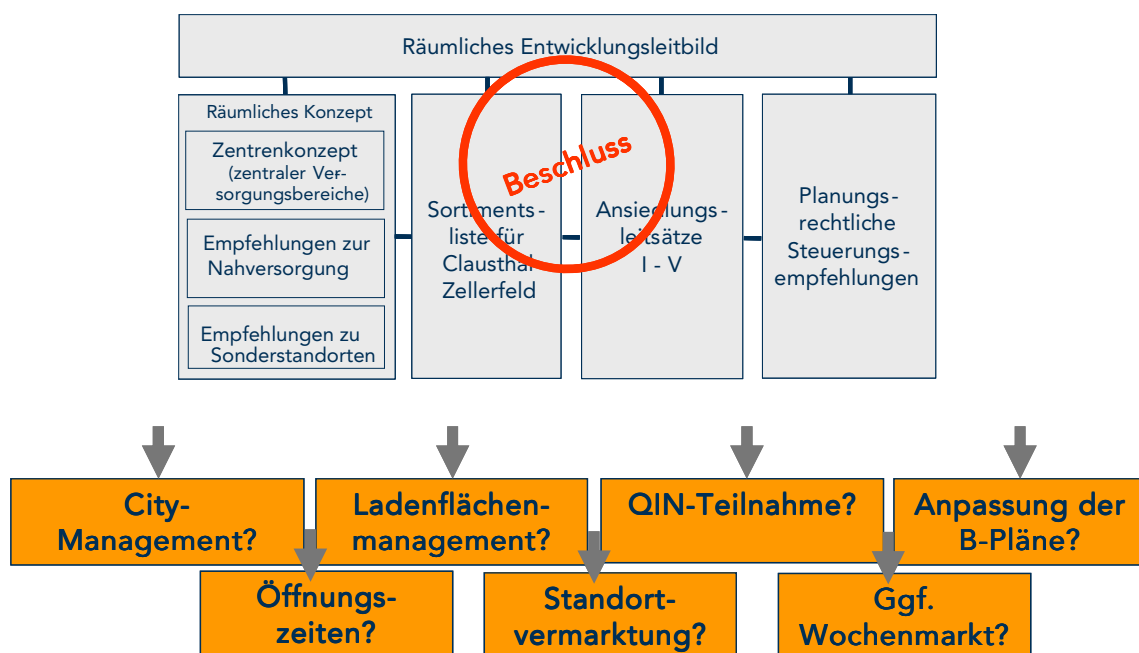 Räumliches Entwicklungsleitbild
Räumliches Konzept
Zentrenkonzept
(zentraler Ver-
sorgungsbereiche)
Empfehlungen zur
Nahversorgung
Empfehlungen zu
Sonderstandorten
Sortiments-
liste für
Clausthal
Zellerfeld
Ansiedlungs-
leitsätze
I - V
Planungs-
rechtliche
Steuerungs-
empfehlungen
Beschluss
City-
Management?
Ladenflächen-
management?
QIN-Teilnahme?
Anpassung der
B-Pläne?
Öffnungs-
zeiten?
Standort-
vermarktung?
Ggf.
Wochenmarkt?